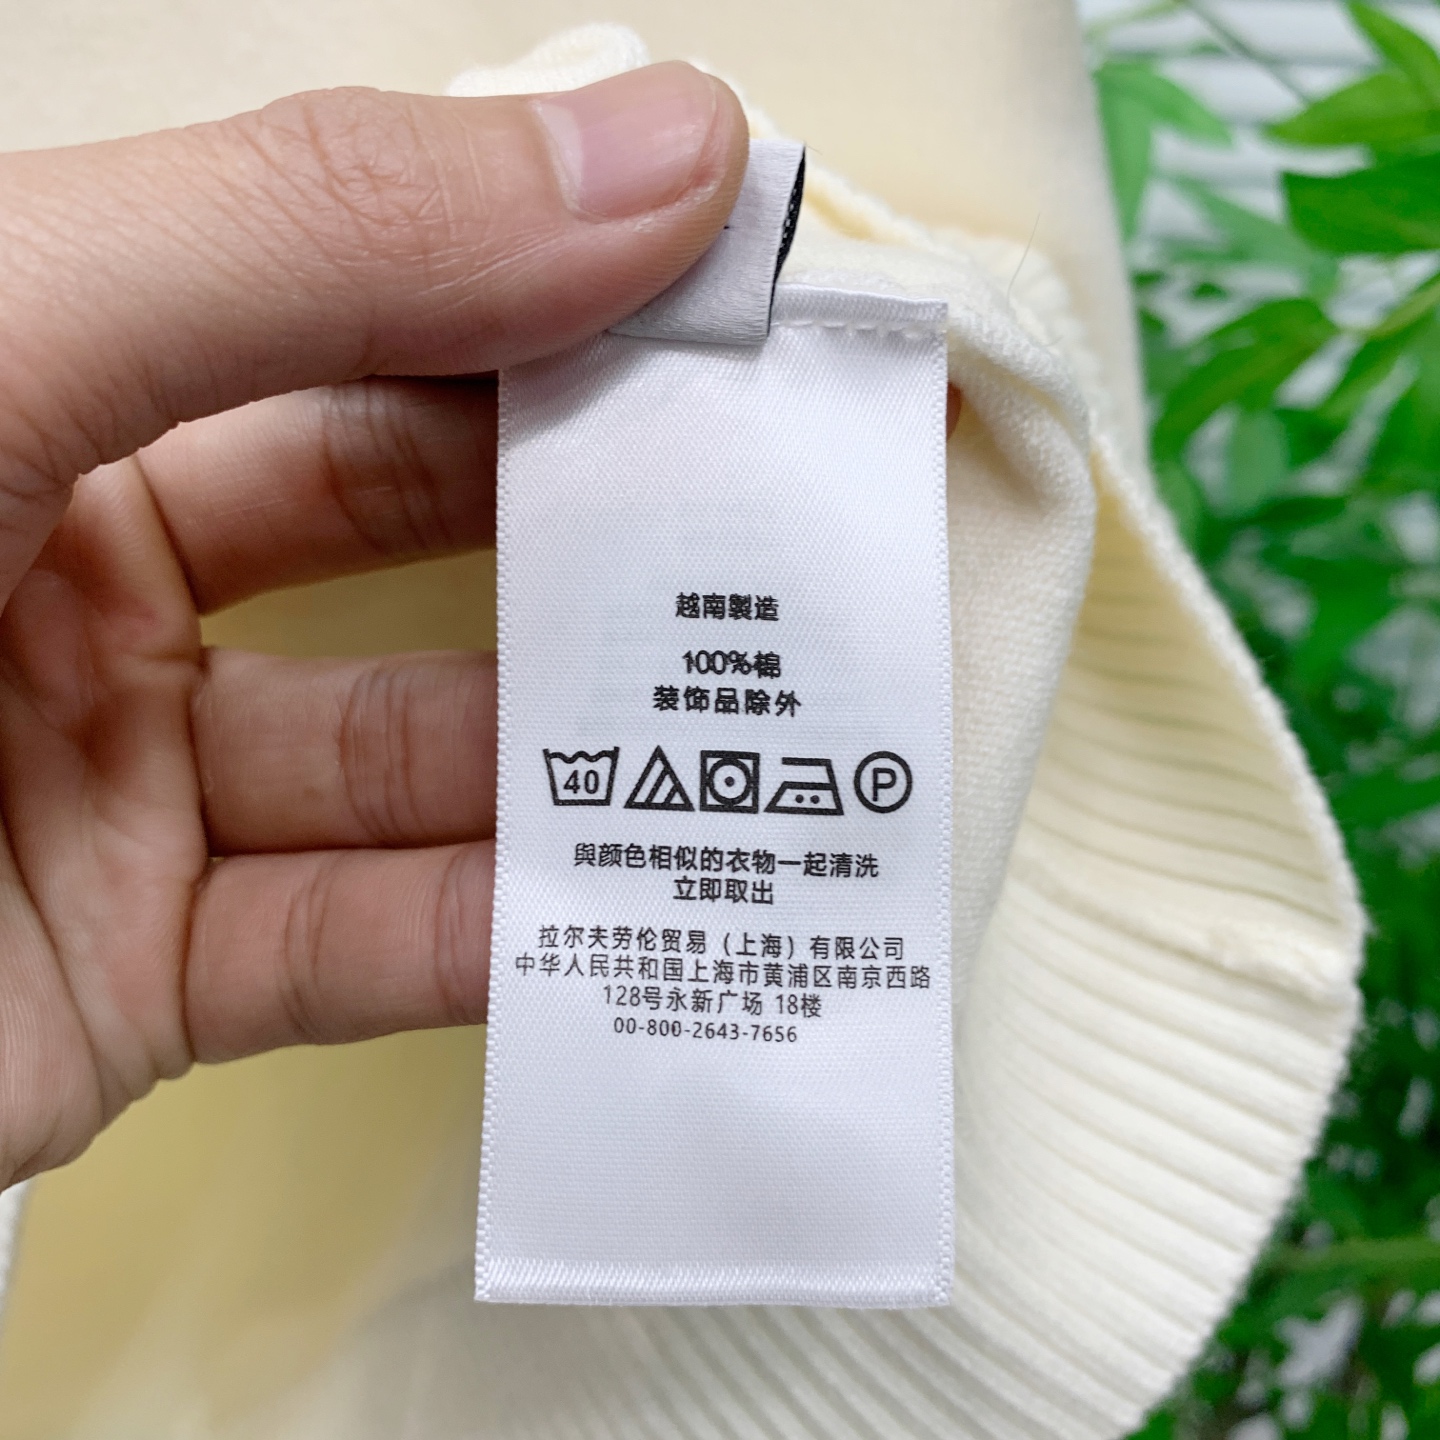 越南製造
100%棉
装饰品除外
40
P
與颜色相似的衣物一起清洗
立即取出
拉尔夫劳伦贸易（上海）有限公司
中华人民共和国上海市黄浦区南京西路
128号永新广场 18楼
00-800-2643-7656